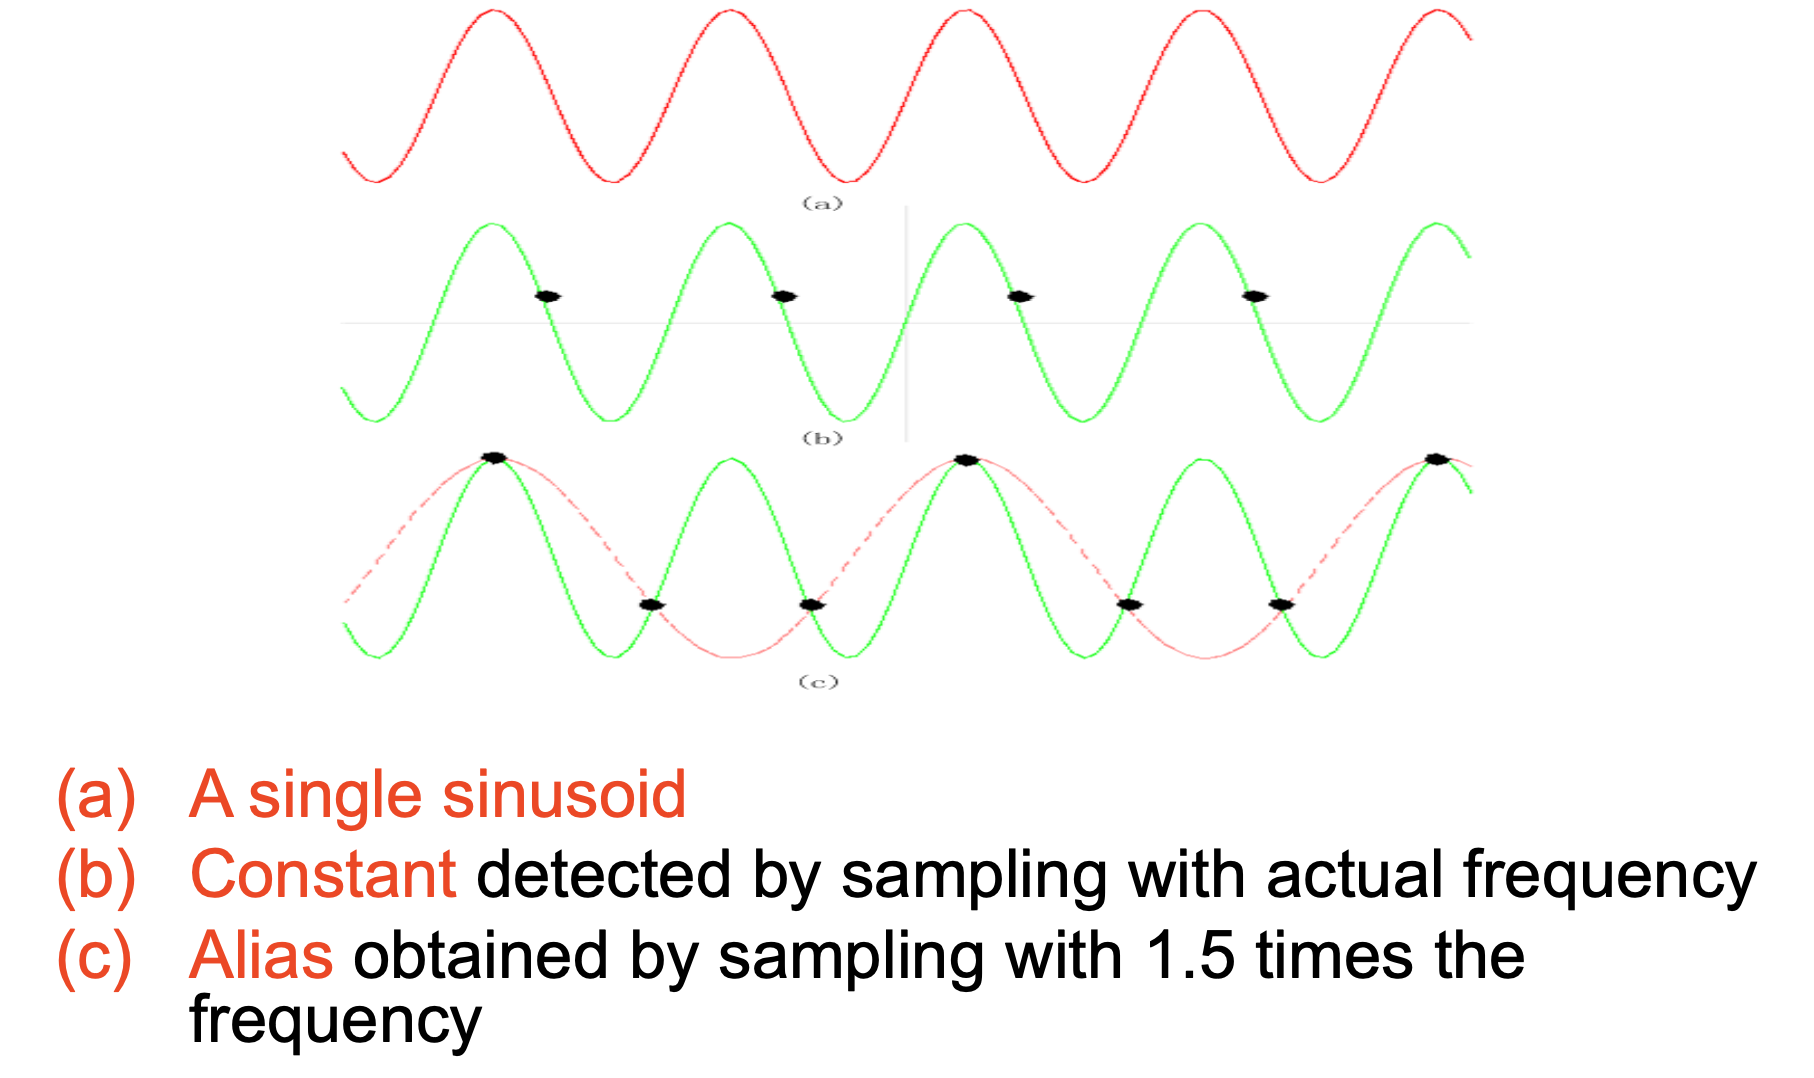 (a)
(b)
(c)
(a) A single sinusoid
(b) Constant detected by sampling with actual frequency
(c) Alias obtained by sampling with 1.5 times the
frequency